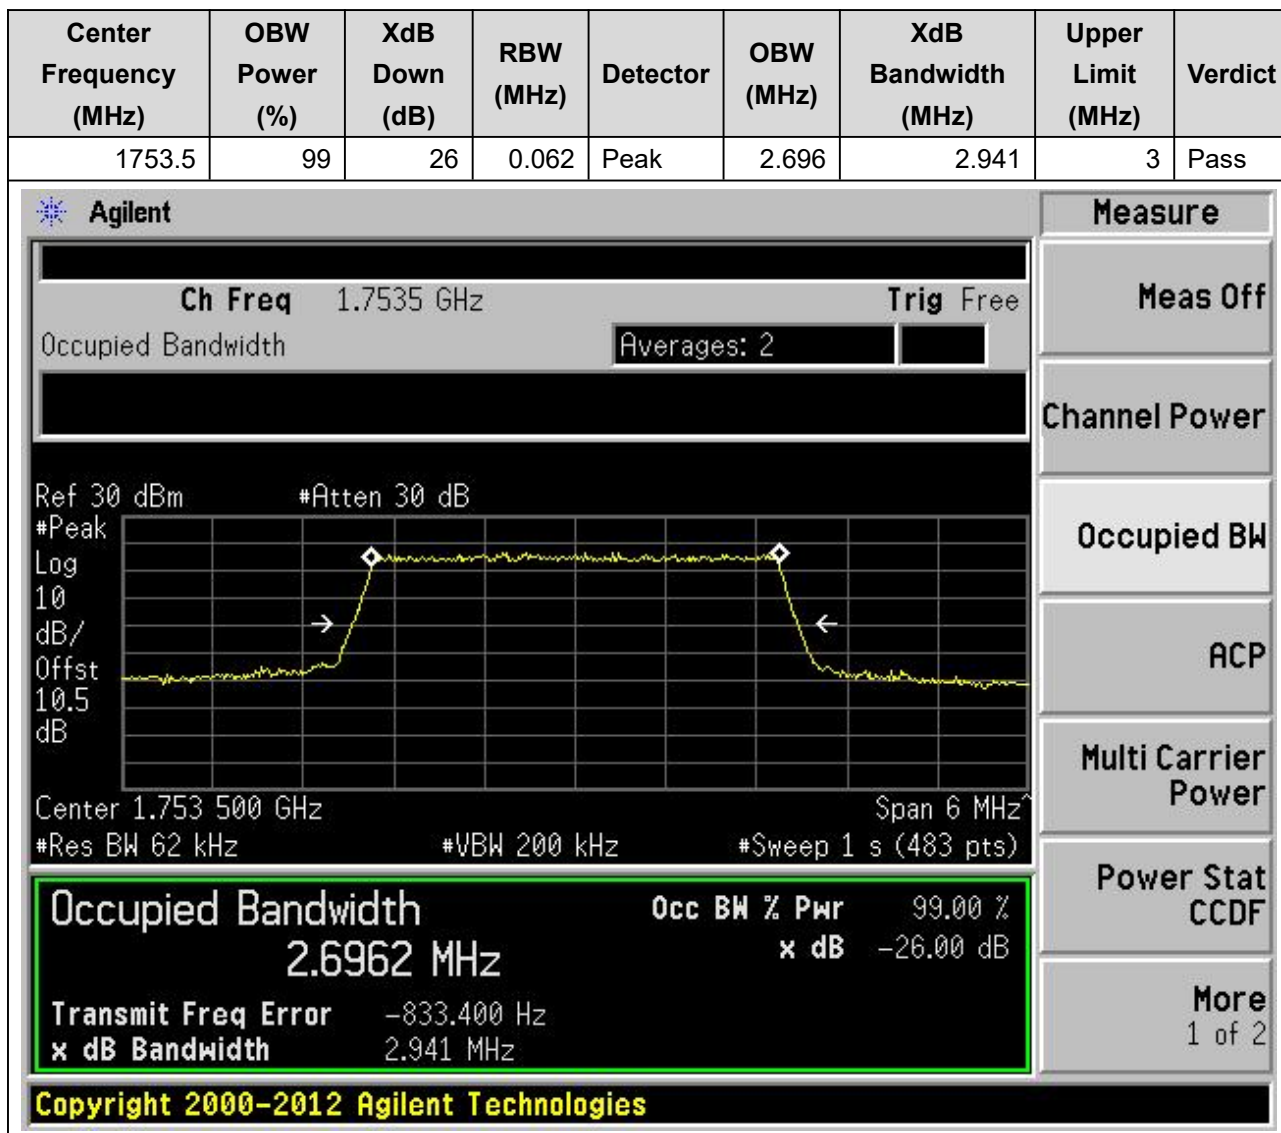 Center Frequency (MHz) OBW Power (%) XdB Down (dB) RBW (MHz) Detector OBW (MHz) XdB Bandwidth (MHz) Upper Limit (MHz) Verdict
1753.5 99 26 0.062 Peak 2.696 2.941 3 Pass
Agilent
Ch Freq 1.7535 GHz Trig Free
Occupied Bandwidth Averages: 2
Ref 30 dBm #Atten 30 dB
#Peak
Log
10
dB/
Offst
10.5
dB
Center 1.753 500 GHz Span 6 MHz^
#Res BW 62 kHz #VBW 200 kHz #Sweep 1 s (483 pts)
Occupied Bandwidth Occ BW % Pwr 99.00 %
2.6962 MHz x dB -26.00 dB
Transmit Freq Error -833.400 Hz
x dB Bandwidth 2.941 MHz
Copyright 2000-2012 Agilent Technologies
Measure
Meas Off
Channel Power
Occupied BW
ACP
Multi Carrier
Power
Power Stat
CCDF
More
1 of 2